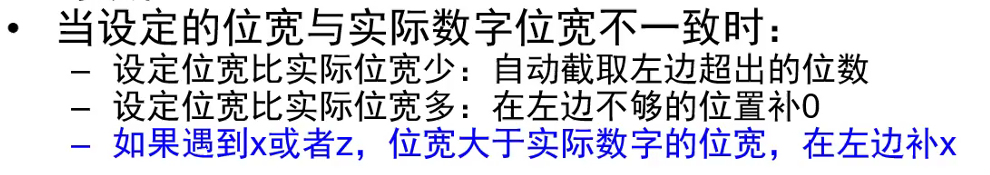 • 当设定的位宽与实际数字位宽不一致时：
– 设定位宽比实际位宽少：自动截取左边超出的位数
– 设定位宽比实际位宽多：在左边不够的位置补0
– 如果遇到x或者z，位宽大于实际数字的位宽，在左边补x